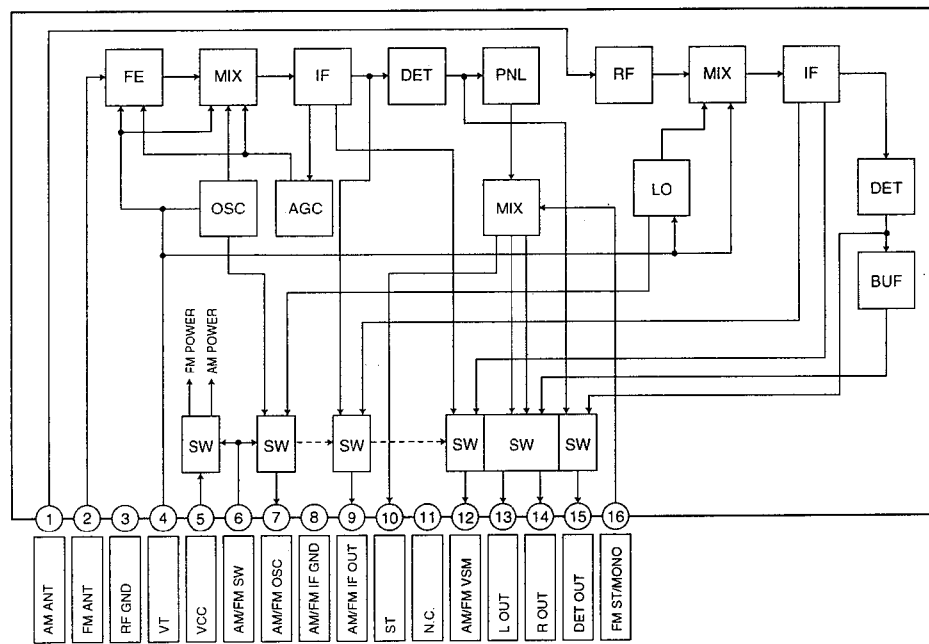 FE
MIX
IF
DET
PNL
RF
MIX
IF
OSC
AGC
MIX
LO
DET
BUF
FM POWER
AM POWER
SW
SW
SW
SW
SW
SW
1
2
3
4
5
6
7
8
9
10
11
12
13
14
15
16
AM ANT
FM ANT
RF GND
VT
VCC
AM/FM SW
AM/FM OSC
AM/FM IF GND
AM/FM IF OUT
ST
N.C.
AM/FM VSM
L OUT
R OUT
DET OUT
FM ST/MONO